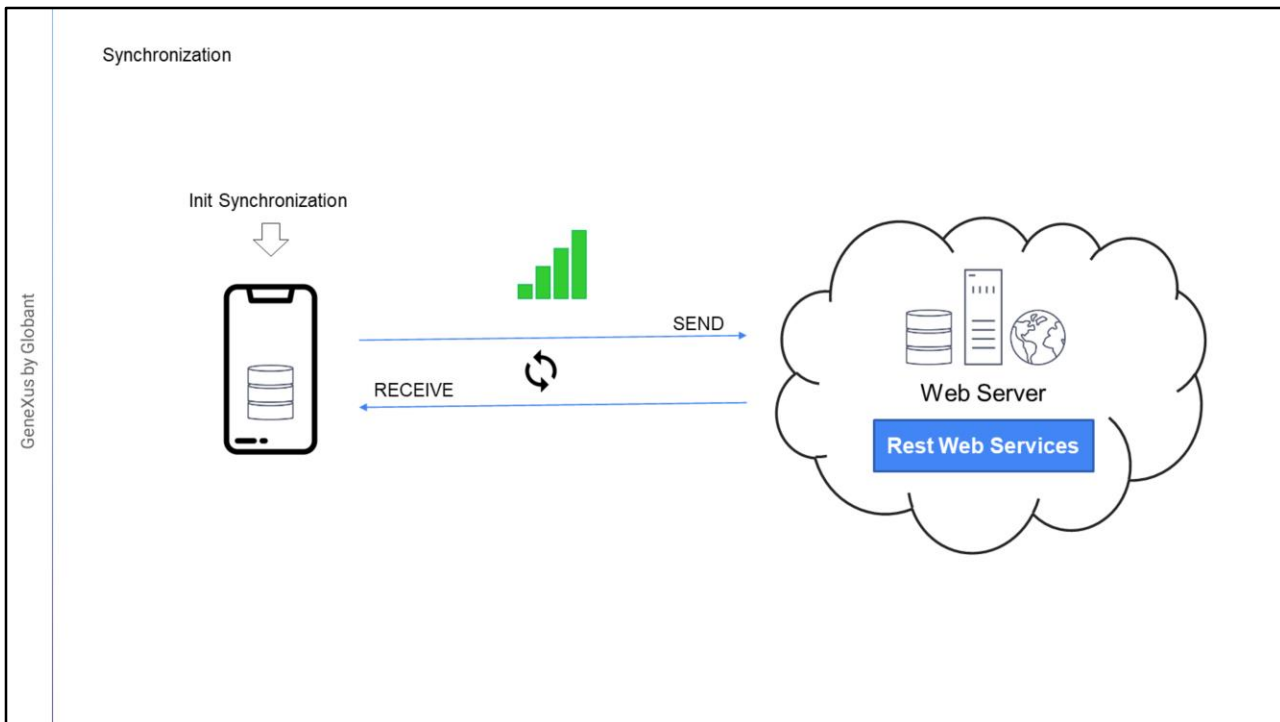 Synchronization
Init Synchronization
SEND
RECEIVE
Web Server
Rest Web Services
GeneXus by Globant